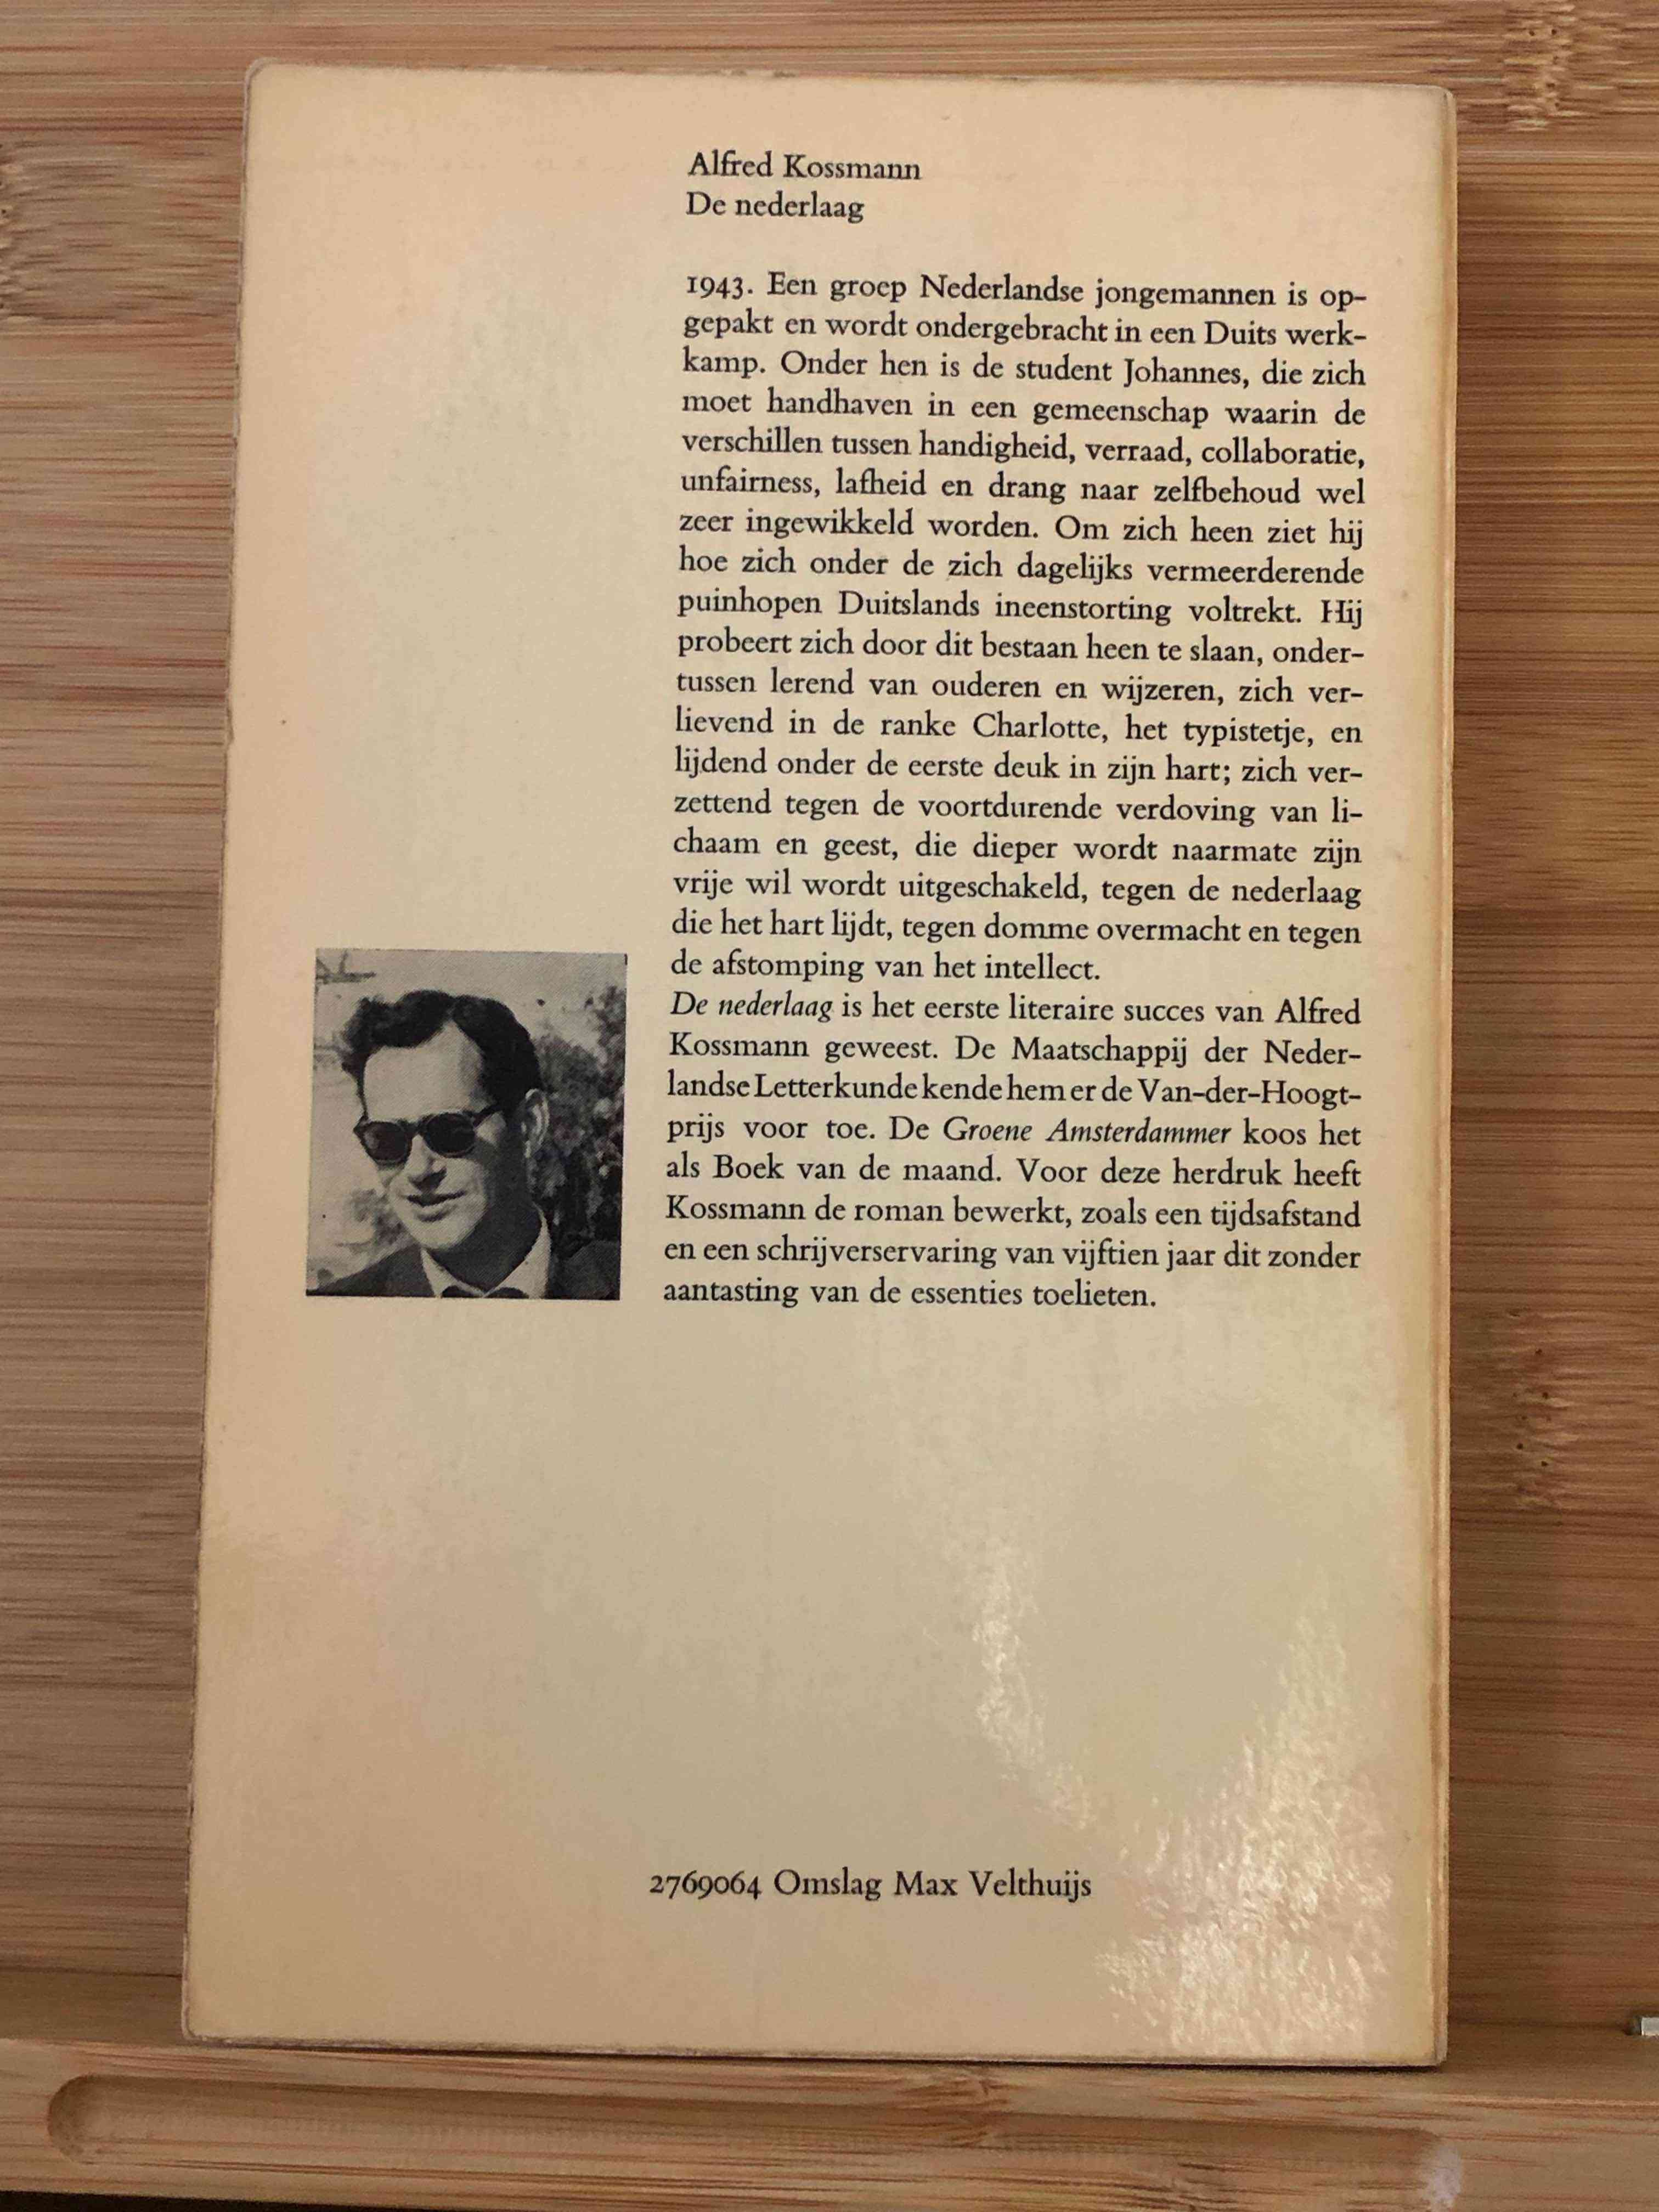 Alfred Kossmann
De nederlaag
1943. Een groep Nederlandse jongemannen is op-
gepakt en wordt ondergebracht in een Duits werk-
kamp. Onder hen is de student Johannes, die zich
moet handhaven in een gemeenschap waarin de
verschillen tussen handigheid, verraad, collaboratie,
unfairness, lafheid en drang naar zelfbehoud wel
zeer ingewikkeld worden. Om zich heen ziet hij
hoe zich onder de zich dagelijks vermeerderende
puinhopen Duitslands ineenstorting voltrekt. Hij
probeert zich door dit bestaan heen te slaan, onder-
tussen lerend van ouderen en wijzeren, zich ver-
lievend in de ranke Charlotte, het typistetje, en
lijdend onder de eerste deuk in zijn hart; zich ver-
zettend tegen de voortdurende verdoving van li-
chaam en geest, die dieper wordt naarmate zijn
vrije wil wordt uitgeschakeld, tegen de nederlaag
die het hart lijdt, tegen domme overmacht en tegen
de afstomping van het intellect.
De nederlaag is het eerste literaire succes van Alfred
Kossmann geweest. De Maatschappij der Neder-
landse Letterkunde kende hem er de Van-der-Hoogt-
prijs voor toe. De Groene Amsterdammer koos het
als Boek van de maand. Voor deze herdruk heeft
Kossmann de roman bewerkt, zoals een tijdsafstand
en een schrijverservaring van vijftien jaar dit zonder
aantasting van de essenties toelieten.
2769064 Omslag Max Velthuijs